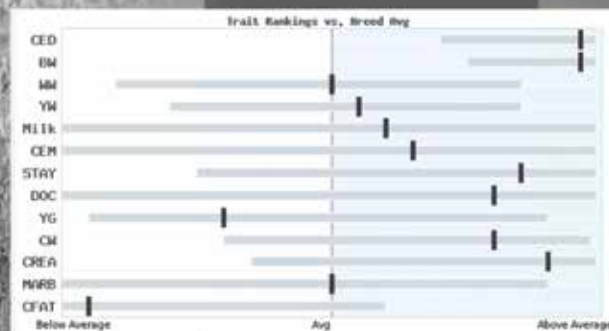 Trait Rankings vs. Breed Avg
CED
BW
WW
YW
Milk
CEM
STAY
DOC
YG
CW
CREA
MARB
CFAT
Below Average Avg Above Average